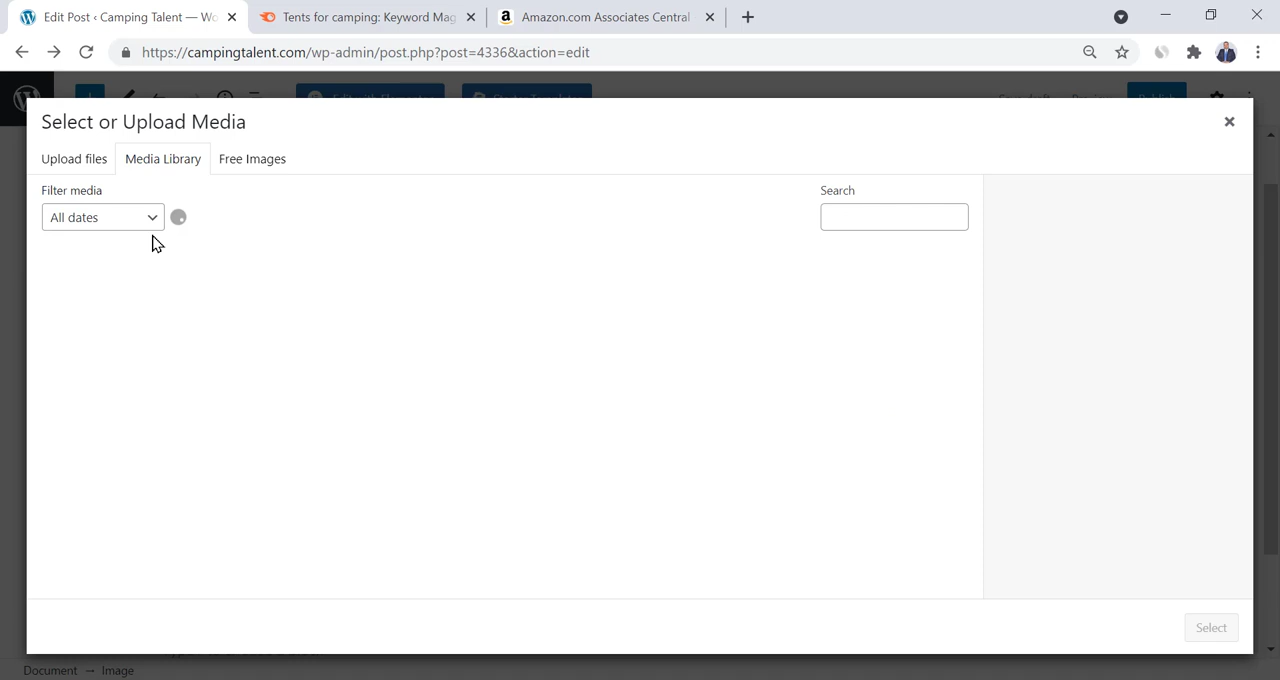 Edit Post ‹ Camping Talent — Wo
Tents for camping: Keyword Mag
Amazon.com Associates Central
https://campingtalent.com/wp-admin/post.php?post=4336&action=edit
Select or Upload Media
Upload files
Media Library
Free Images
Filter media
Search
All dates
Select
Document → Image